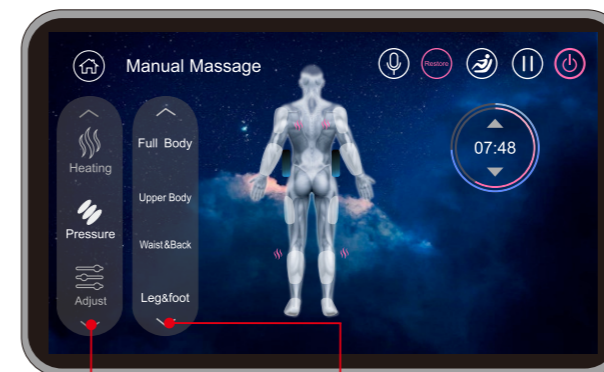 Manual Massage
Restore
Heating
Pressure
Adjust
Full Body
Upper Body
Waist&Back
Leg&foot
07:48